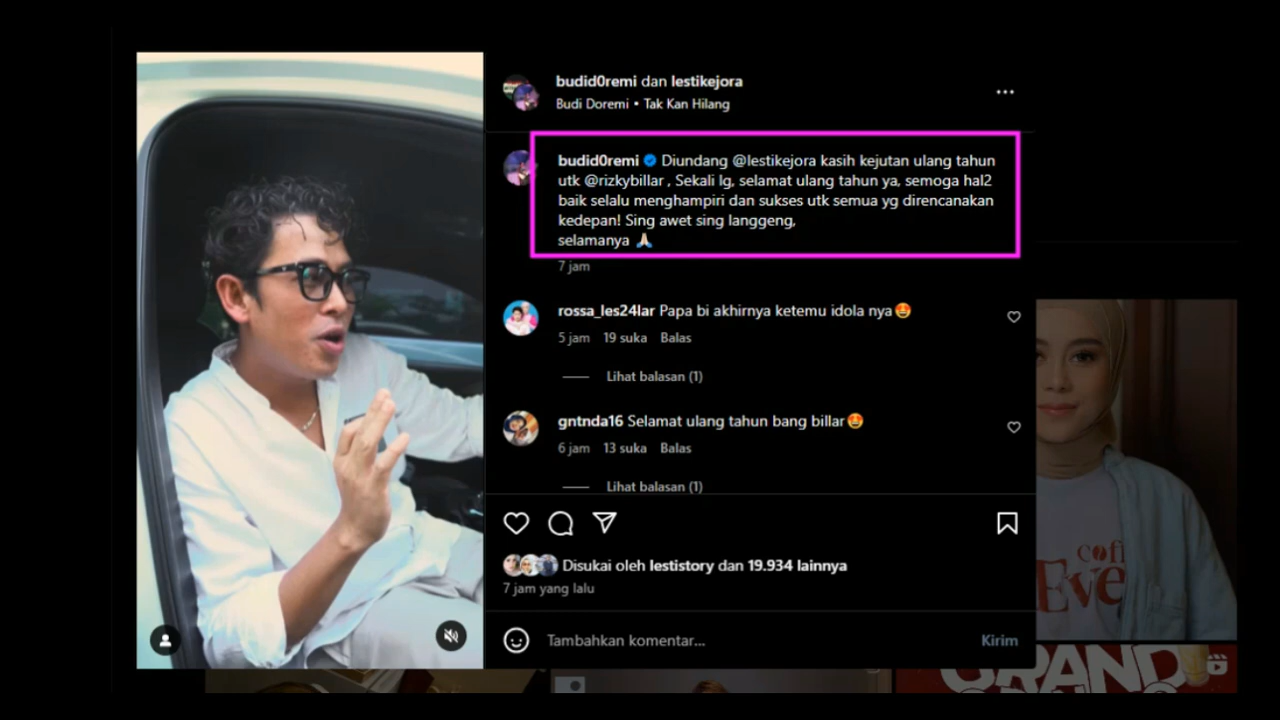 budid0remi dan lestikejora
Budi Doremi • Tak Kan Hilang
budid0remi Diundang @lestikejora kasih kejutan ulang tahun
utk @rizkybillar , Sekali lg, selamat ulang tahun ya, semoga hal2
baik selalu menghampiri dan sukses utk semua yg direncanakan
kedepan! Sing awet sing langgeng,
selamanya 🙏🏻
7 jam
rossa_les24lar Papa bi akhirnya ketemu idola nya🤩
5 jam 19 suka Balas
Lihat balasan (1)
gntnda16 Selamat ulang tahun bang billar🤩
6 jam 13 suka Balas
Lihat balasan (1)
Disukai oleh lestistory dan 19.934 lainnya
7 jam yang lalu
Tambahkan komentar... Kirim
cofi
Eve
GRAND